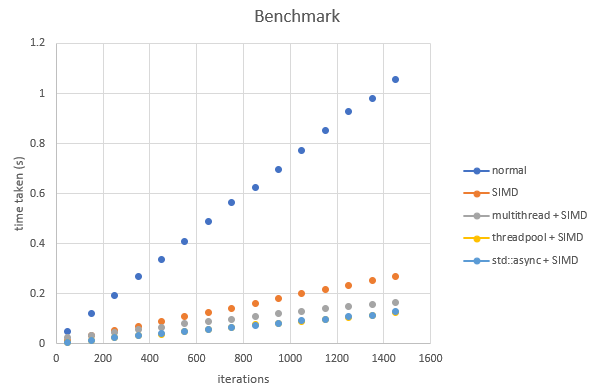 Benchmark
1.2
1
0.8
0.6
0.4
0.2
0
time taken (s)
0 200 400 600 800 1000 1200 1400 1600
iterations
normal
SIMD
multithread + SIMD
threadpool + SIMD
std::async + SIMD